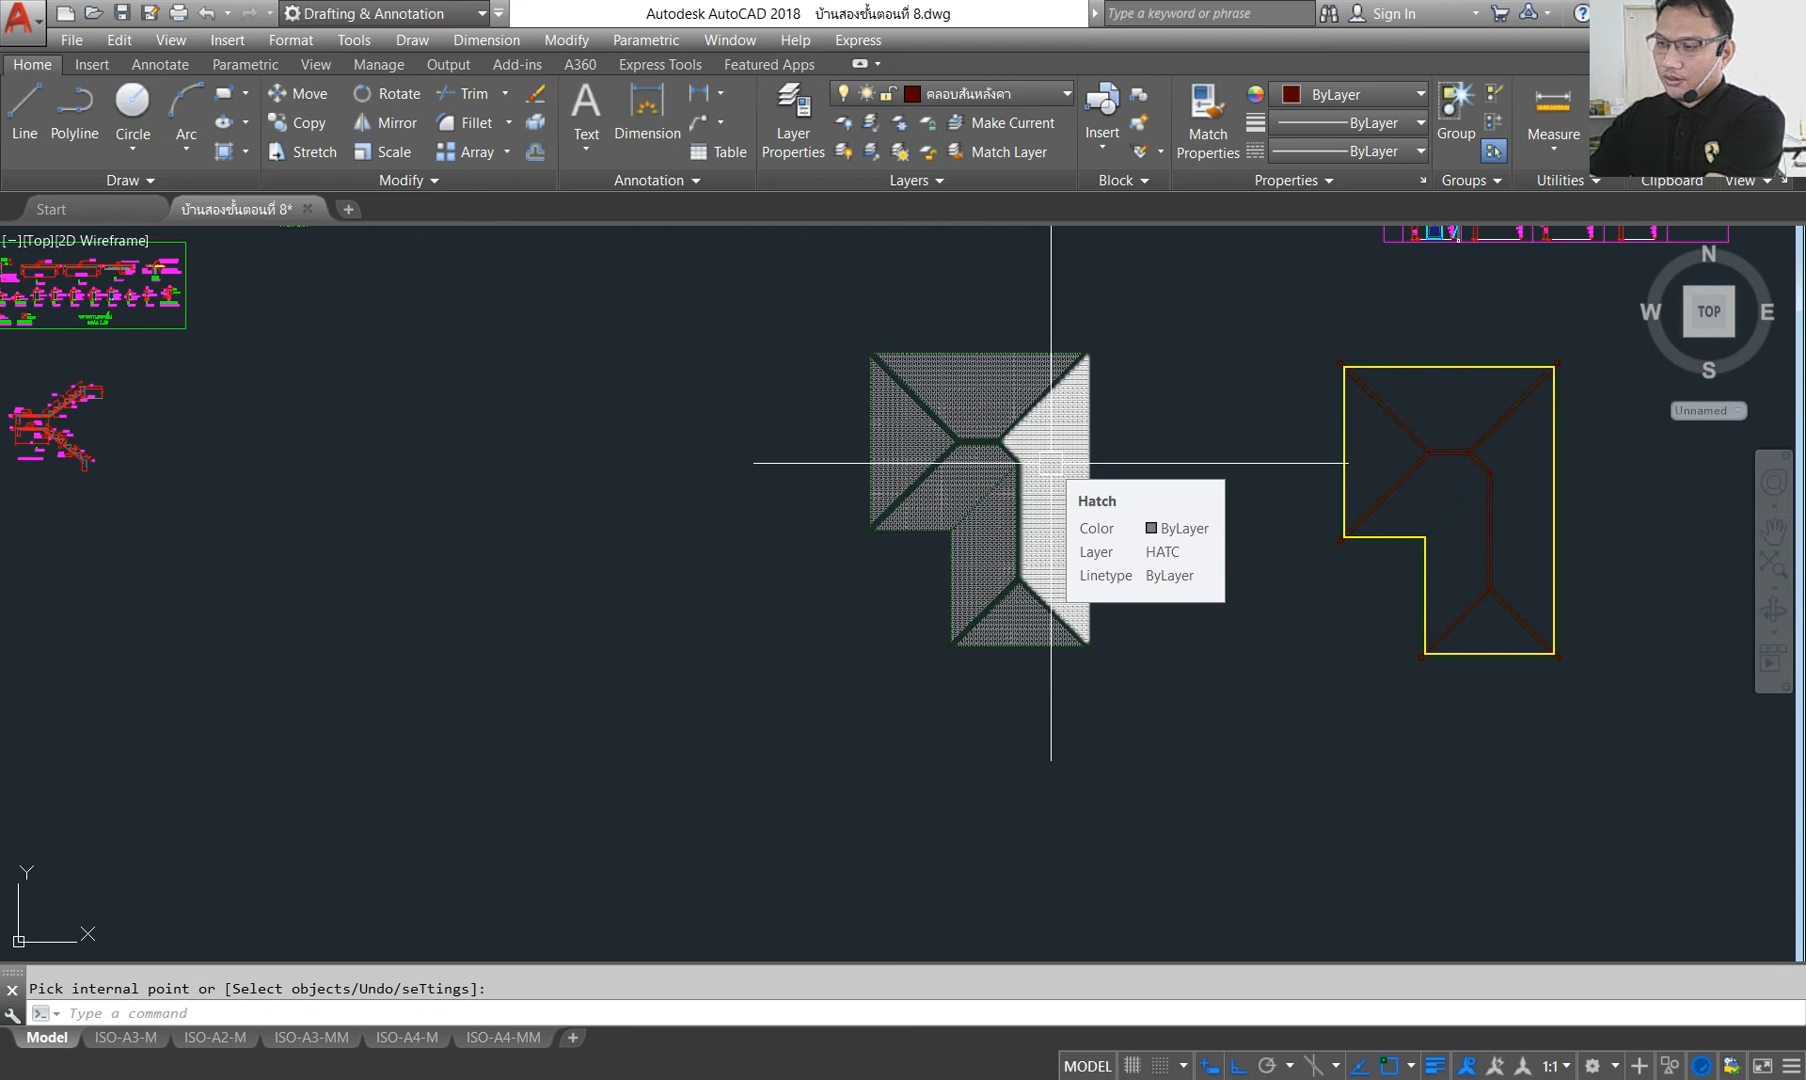 Drafting & Annotation
Autodesk AutoCAD 2018 บ้านสองชั้นตอนที่ 8.dwg
Type a keyword or phrase
Sign In
File Edit View Insert Format Tools Draw Dimension Modify Parametric Window Help Express
Home Insert Annotate Parametric View Manage Output Add-ins A360 Express Tools Featured Apps
Line Polyline Circle Arc
Move Rotate Trim
Copy Mirror Fillet
Stretch Scale Array
Text Dimension Table
Layer Properties
คลอบสันหลังคา
Make Current
Match Layer
Insert
Match Properties
ByLayer
ByLayer
ByLayer
Group
Measure
Draw Modify Annotation Layers Block Properties Groups Utilities Clipboard View
Start บ้านสองชั้นตอนที่ 8*
[−][Top][2D Wireframe]
N
W TOP E
S
Unnamed
Hatch
Color ByLayer
Layer HATC
Linetype ByLayer
Y
X
Pick internal point or [Select objects/Undo/seTtings]:
Type a command
Model ISO-A3-M ISO-A2-M ISO-A3-MM ISO-A4-M ISO-A4-MM
MODEL 1:1